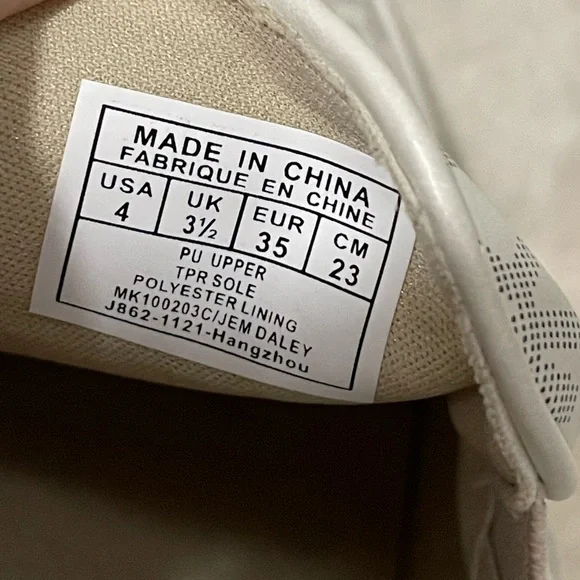 MADE IN CHINA
FABRIQUE EN CHINE
USA UK EUR CM
4 3½ 35 23
PU UPPER
TPR SOLE
POLYESTER LINING
MK100203C/JEM DALEY
J862-1121-Hangzhou